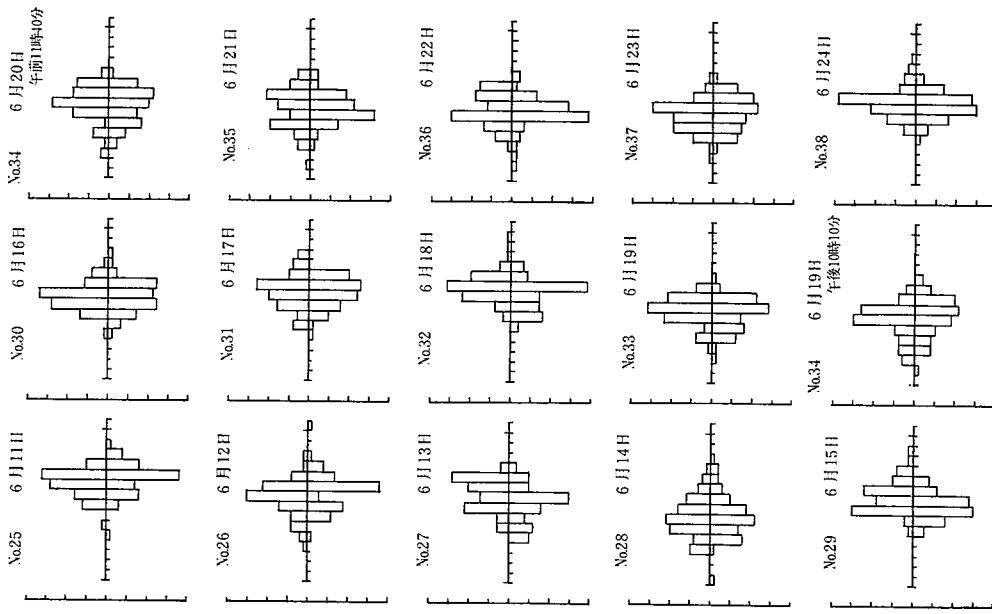 No.25 6月11日
No.26 6月12日
No.27 6月13日
No.28 6月14日
No.29 6月15日
No.30 6月16日
No.31 6月17日
No.32 6月18日
No.33 6月19日
No.34 6月19日
午後10時10分
No.34 6月20日
午前11時40分
No.35 6月21日
No.36 6月22日
No.37 6月23日
No.38 6月24日